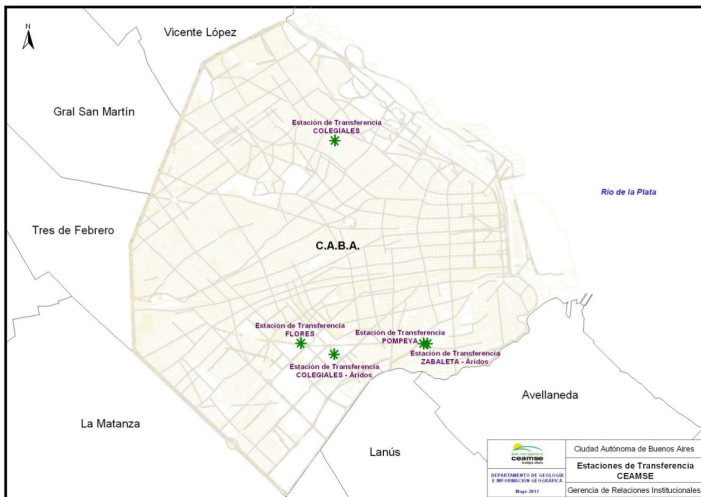 N
Vicente López
Gral San Martín
Estación de Transferencia
COLEGIALES
Río de la Plata
Tres de Febrero
C.A.B.A.
Estación de Transferencia
FLORES
Estación de Transferencia
POMPEYA
Estación de Transferencia
COLEGIALES - Áridos
Estación de Transferencia
ZABALETA - Áridos
La Matanza
Avellaneda
Lanús
ceamse
DEPARTAMENTO DE GEOLOGÍA
E INFORMACIÓN GEOGRÁFICA
Mayo 2011
Ciudad Autónoma de Buenos Aires
Estaciones de Transferencia
CEAMSE
Gerencia de Relaciones Institucionales